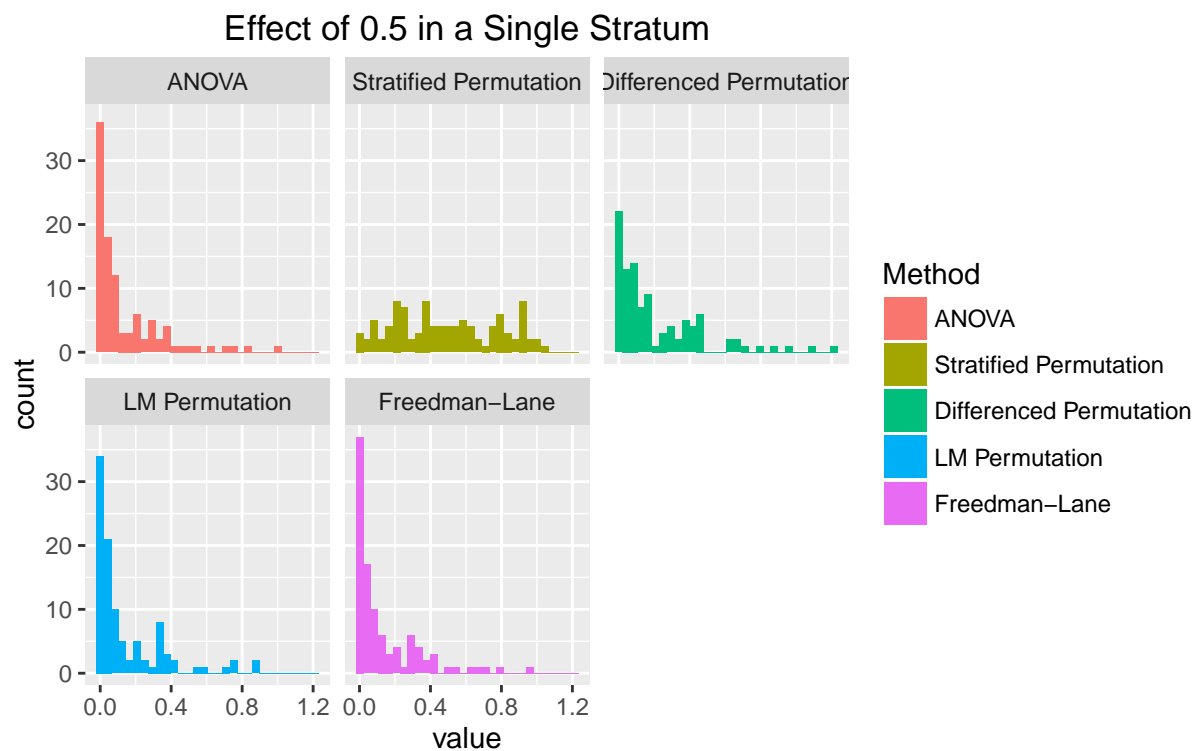 Effect of 0.5 in a Single Stratum
ANOVA
Stratified Permutation
Differenced Permutation
30
20
10
0
LM Permutation
Freedman−Lane
30
20
10
0
0.0 0.4 0.8 1.2
0.0 0.4 0.8 1.2
count
value
Method
ANOVA
Stratified Permutation
Differenced Permutation
LM Permutation
Freedman−Lane